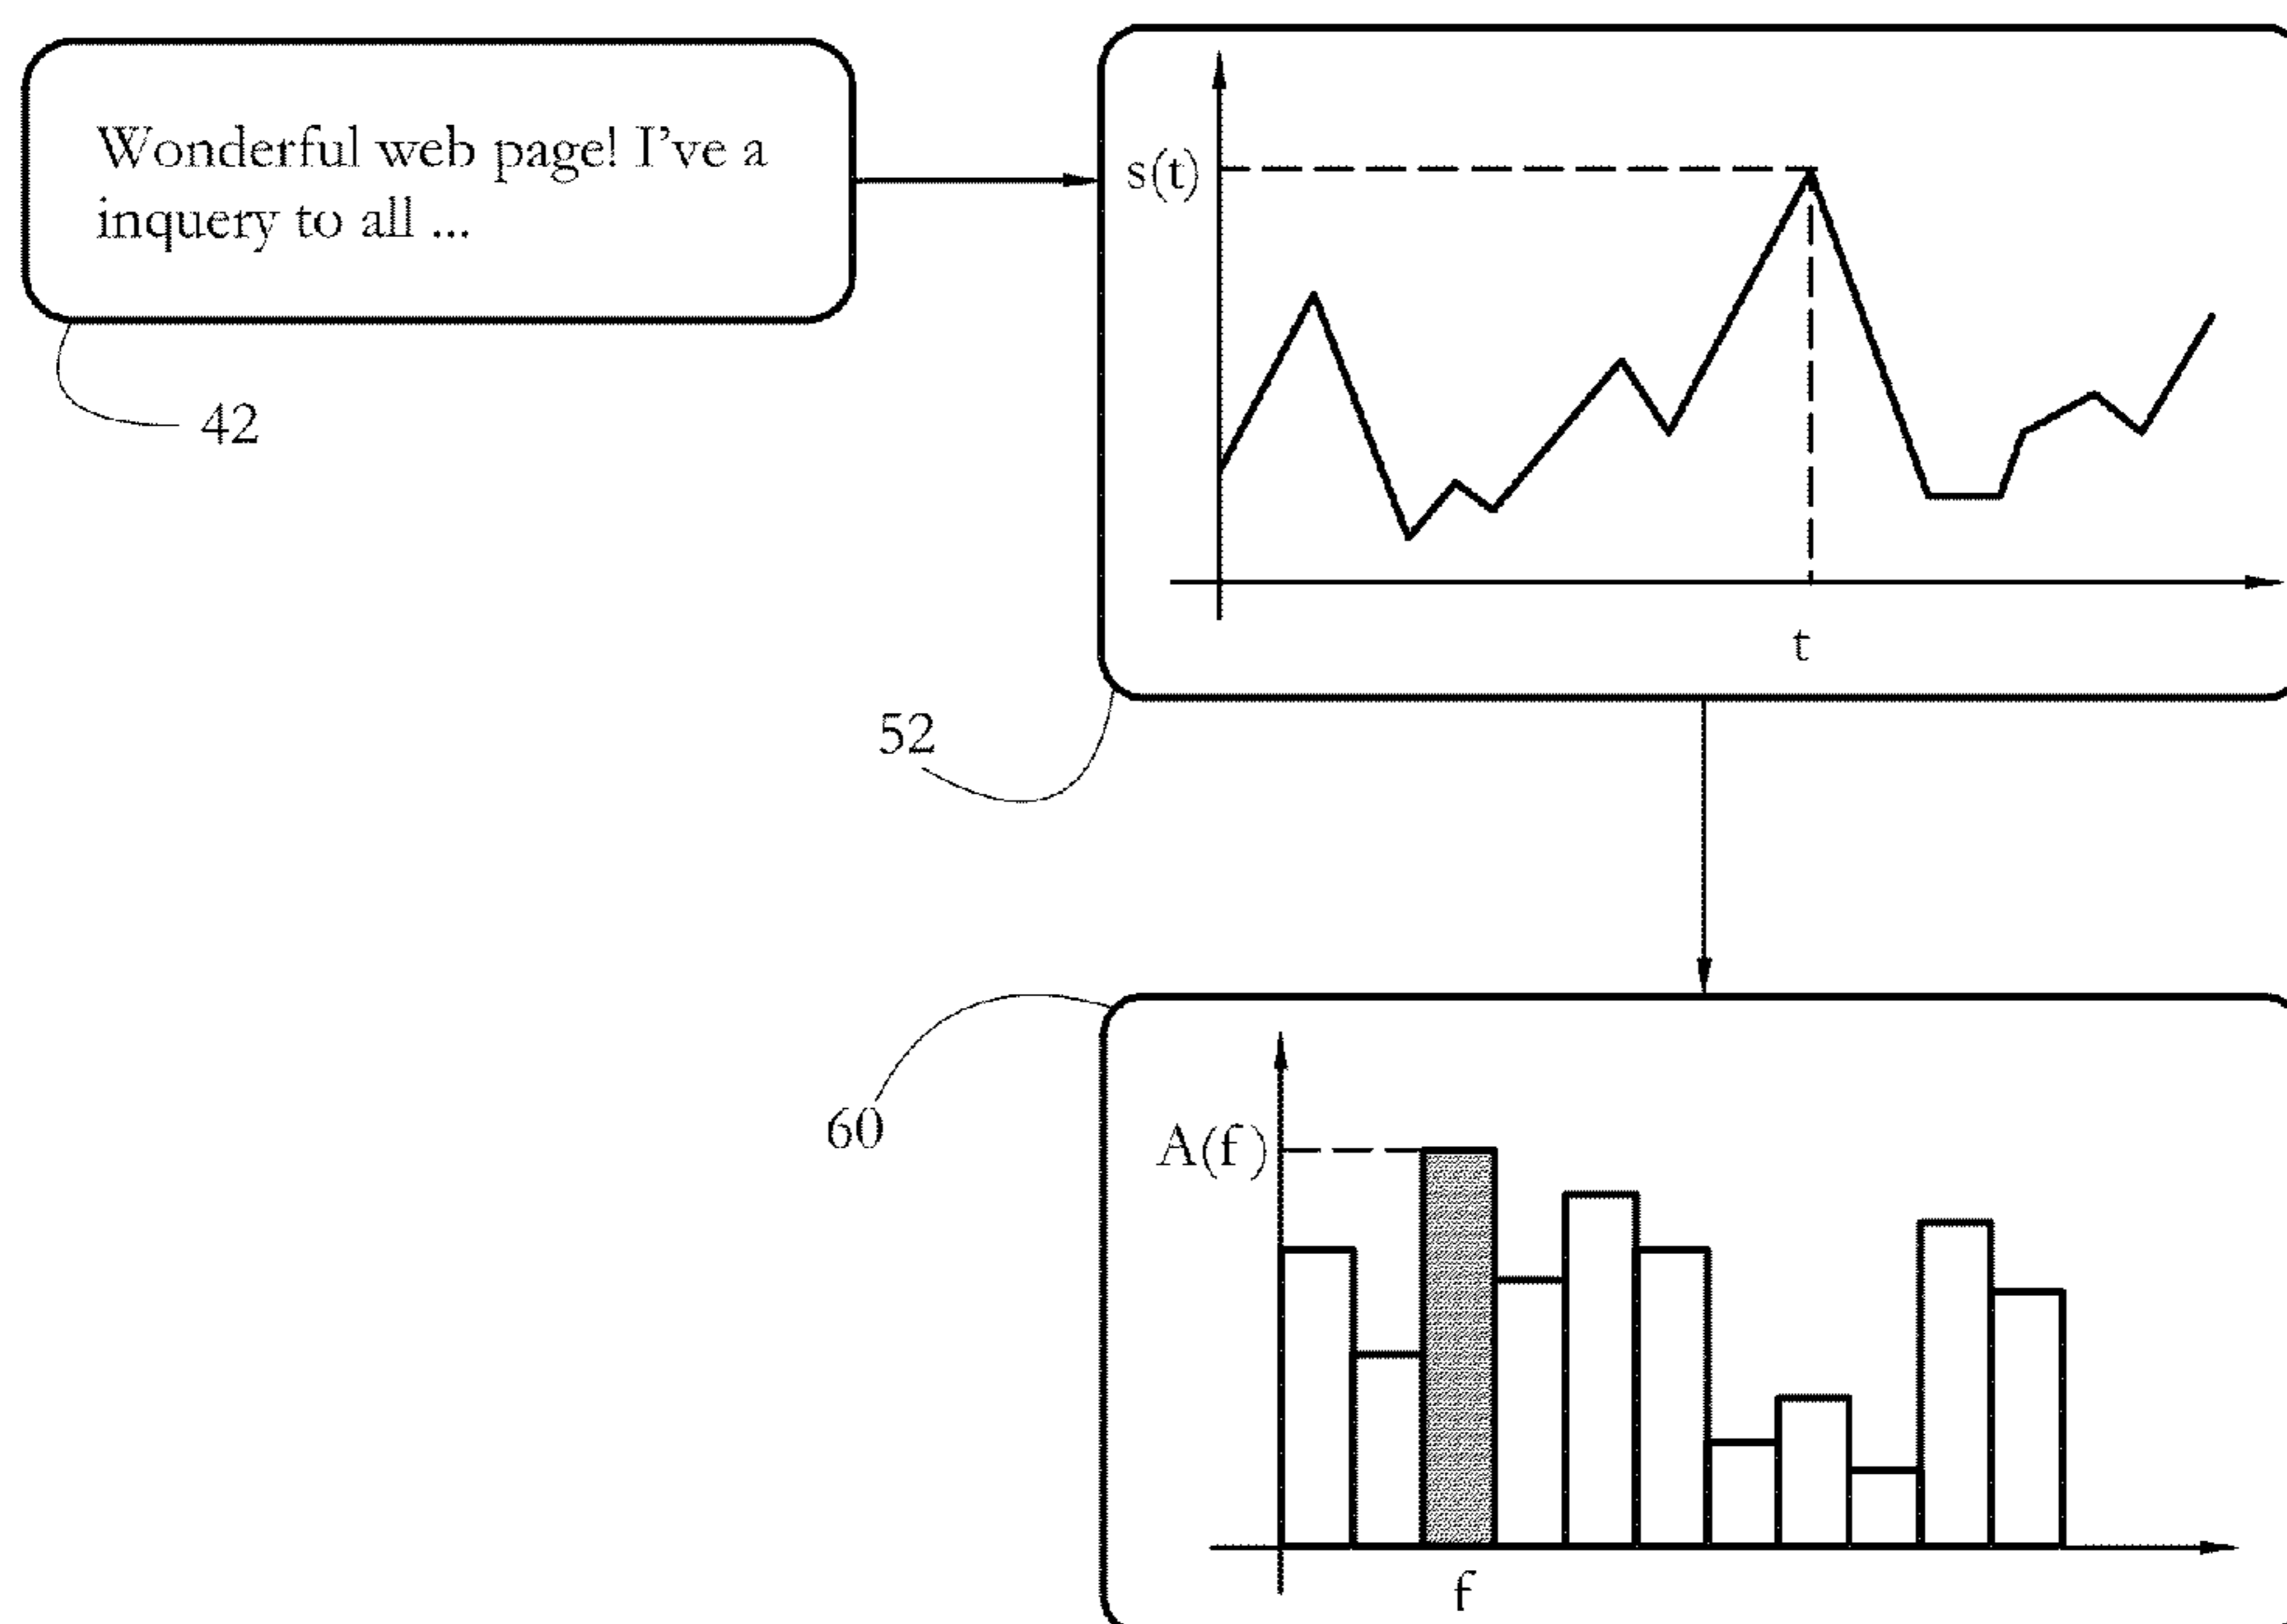 Wonderful web page! I've a
inquery to all ...
42
s(t)
t
52
60
A(f)
f